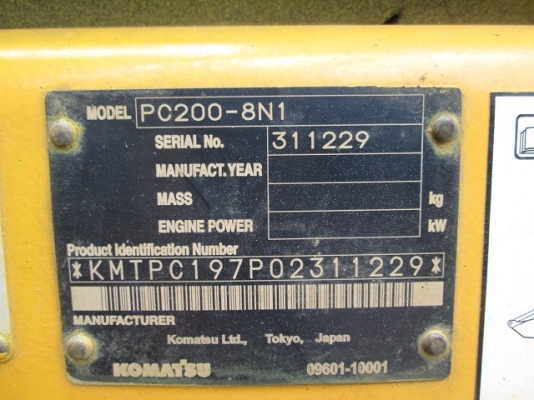 MODEL PC200-8N1
SERIAL No. 311229
MANUFACT. YEAR
MASS kg
ENGINE POWER kW
Product Identification Number
*KMTPC197P02311229*
MANUFACTURER
Komatsu Ltd., Tokyo, Japan
KOMATSU 09601-10001